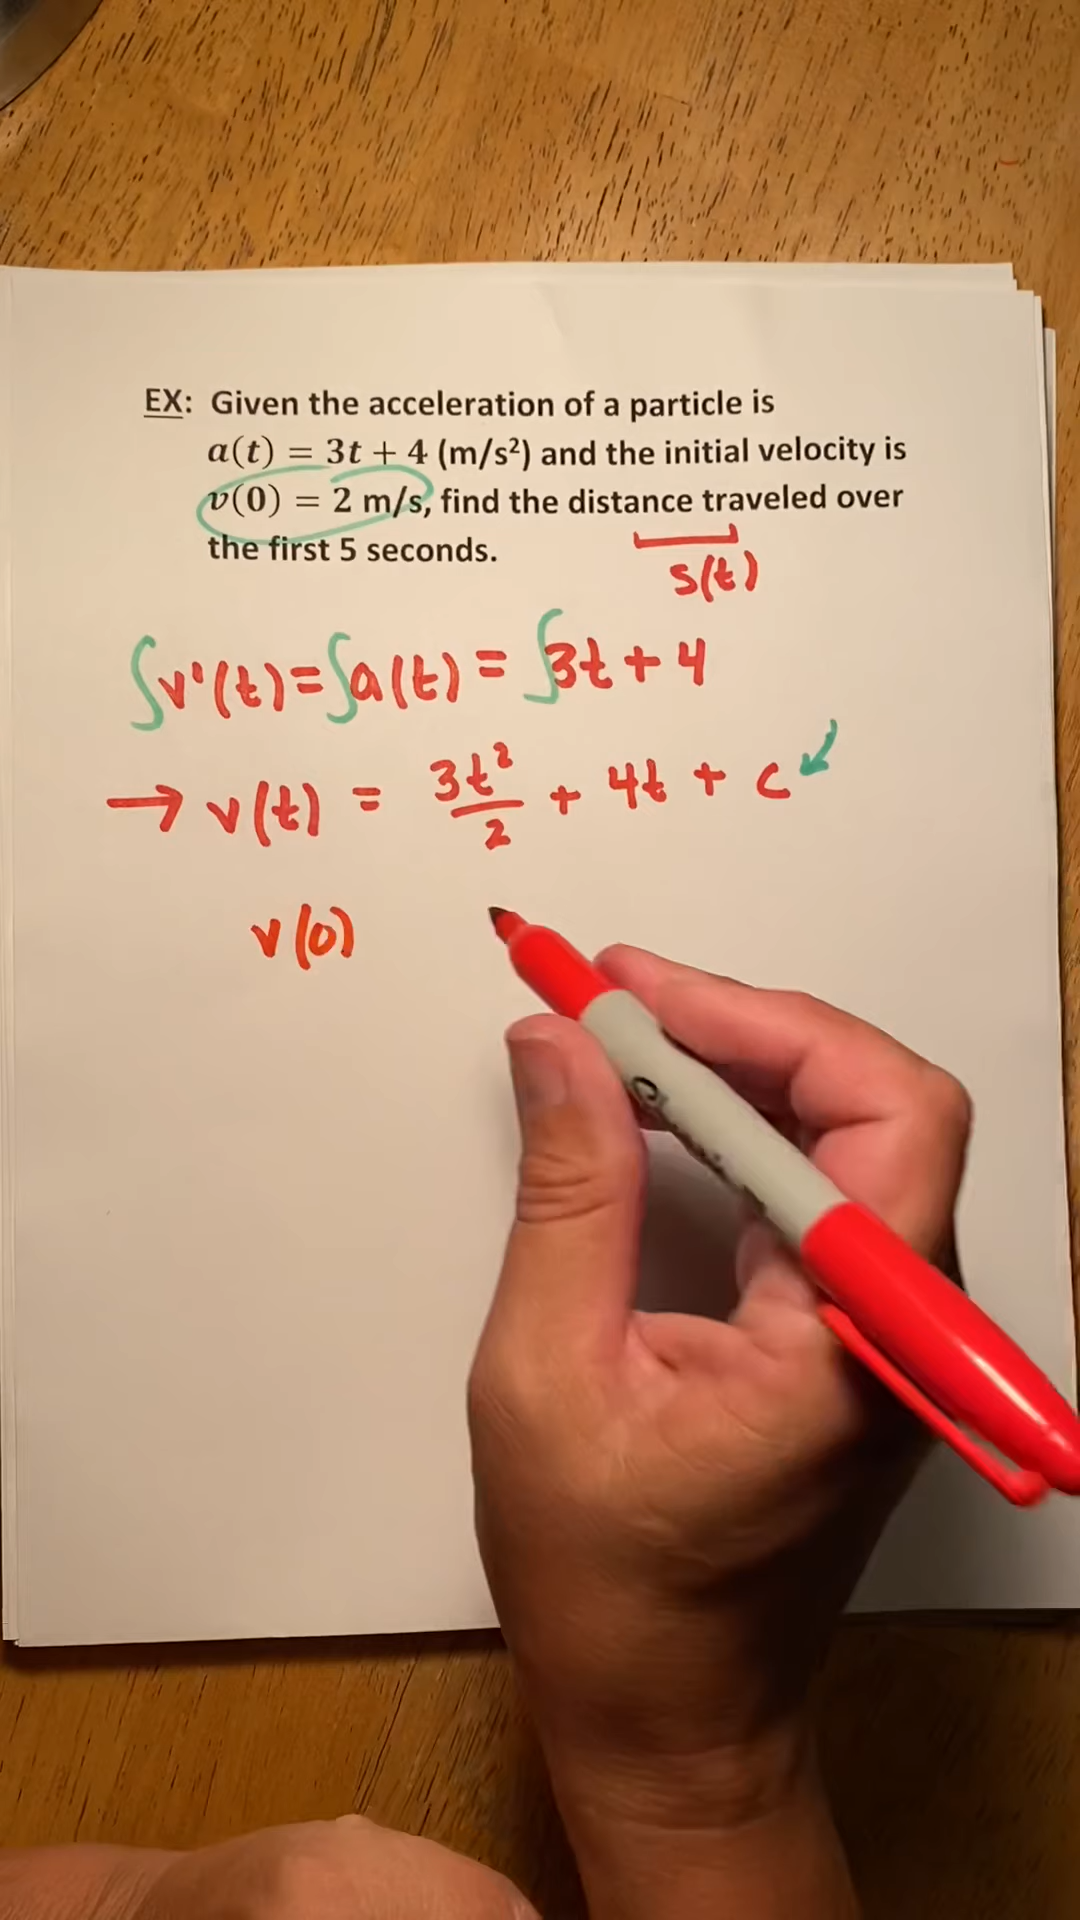 EX: Given the acceleration of a particle is
a(t) = 3t + 4 (m/s²) and the initial velocity is
v(0) = 2 m/s, find the distance traveled over
the first 5 seconds.
s(t)
∫v'(t) = ∫a(t) = ∫3t + 4
→ v(t) = 3t²/2 + 4t + c
v(0)